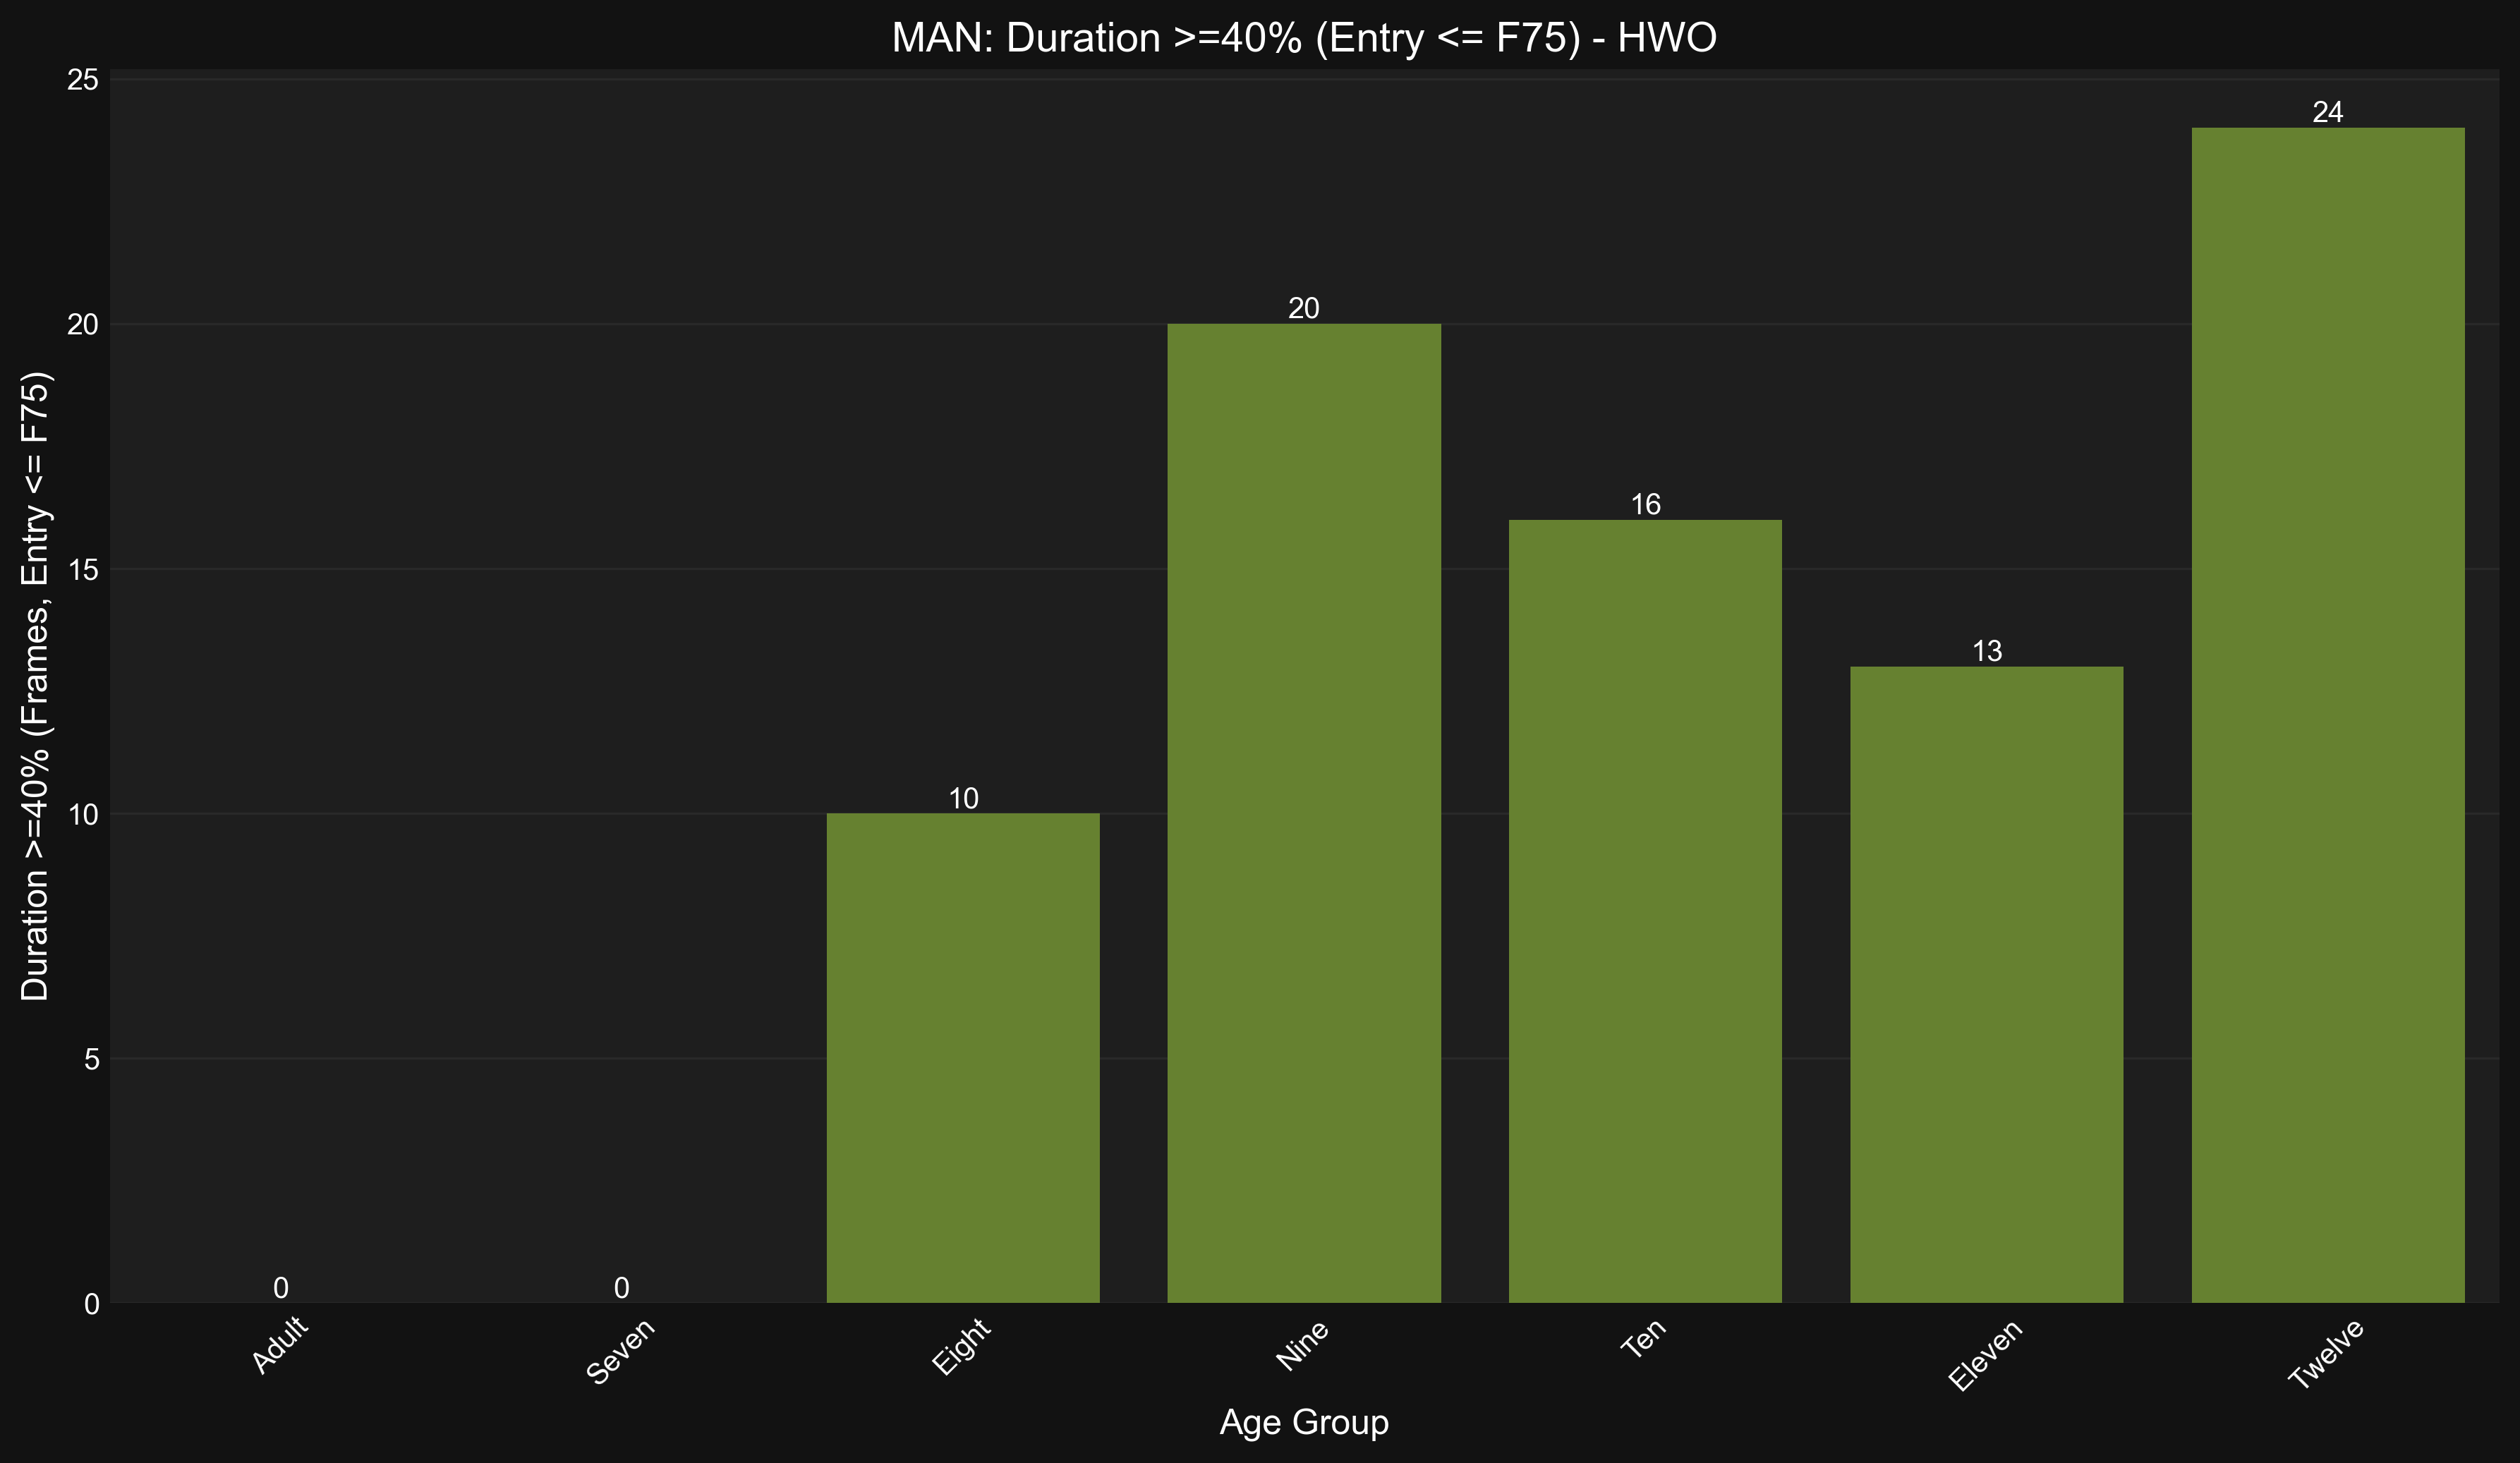 MAN: Duration >=40% (Entry <= F75) - HWO
Duration >=40% (Frames, Entry <= F75)
25
20
15
10
5
0
0
0
10
20
16
13
24
Adult
Seven
Eight
Nine
Ten
Eleven
Twelve
Age Group